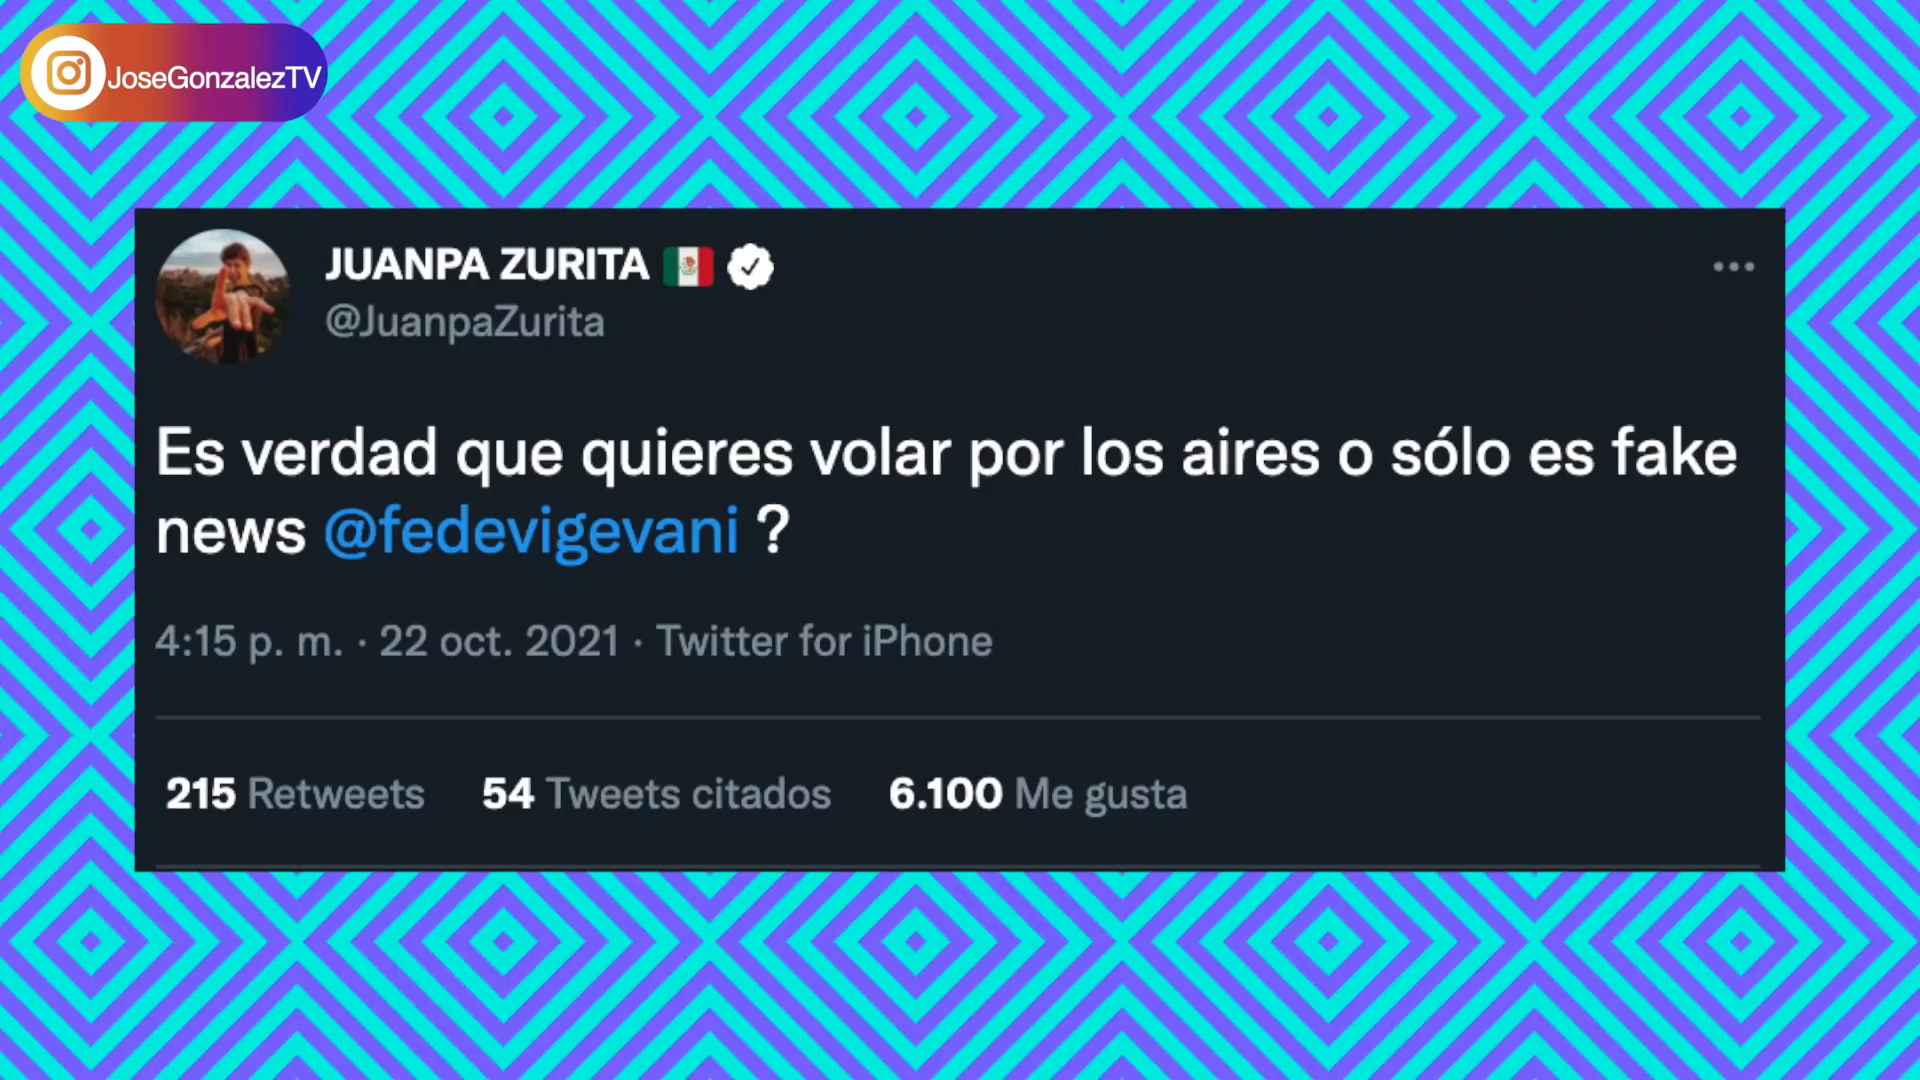 JoseGonzalezTV
JUANPA ZURITA 🇲🇽
@JuanpaZurita
Es verdad que quieres volar por los aires o sólo es fake
news @fedevigevani ?
4:15 p. m. · 22 oct. 2021 · Twitter for iPhone
215 Retweets 54 Tweets citados 6.100 Me gusta